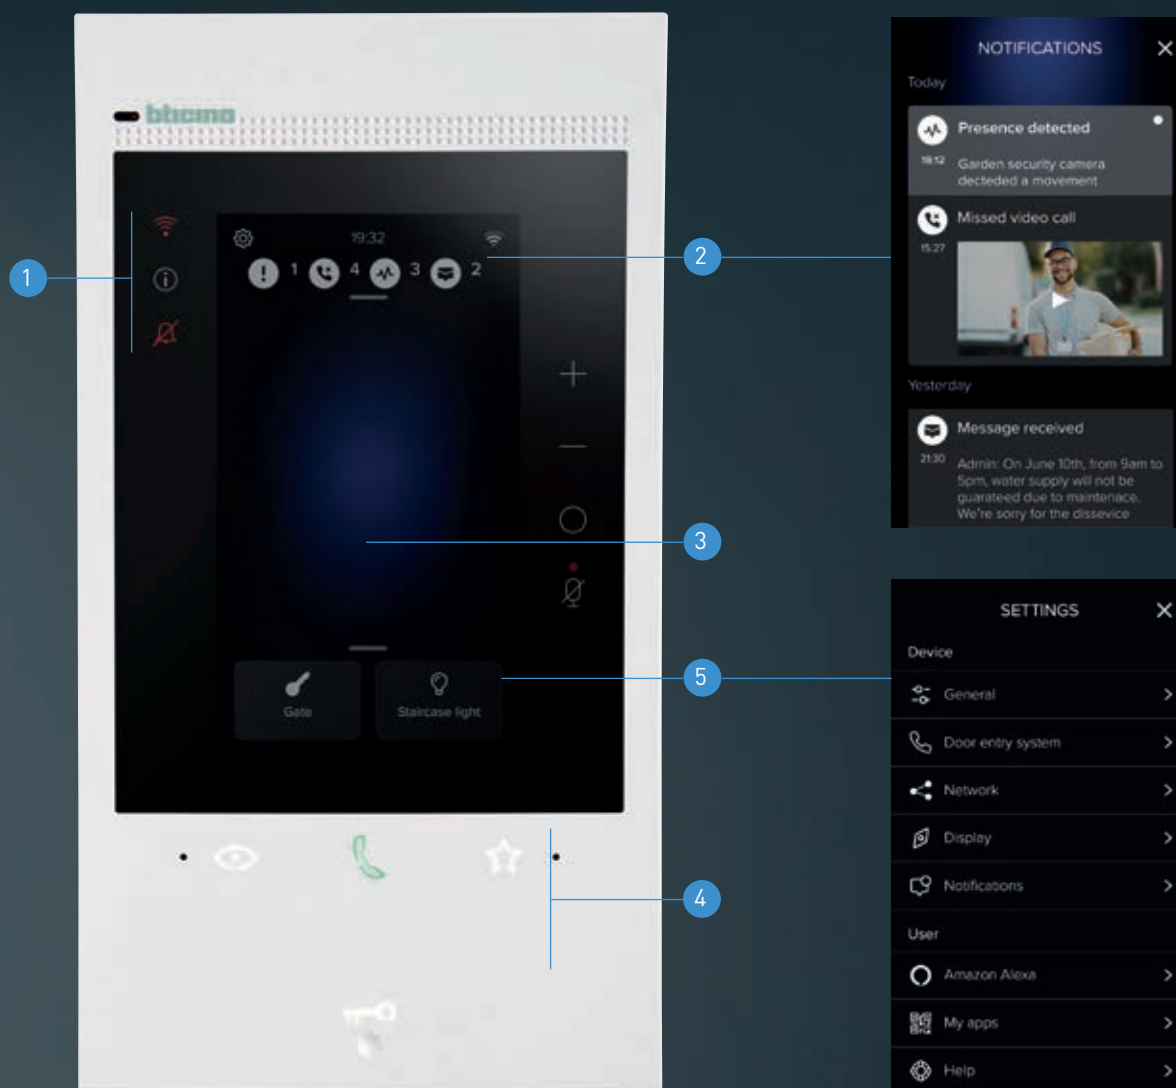 bticino
19:32
1
4
3
2
Gate
Staircase light
1
2
3
4
5
NOTIFICATIONS
Today
Presence detected
18:12
Garden security camera
decteded a movement
Missed video call
15:27
Yesterday
Message received
21:30
Admin: On June 10th, from 9am to
5pm, water supply will not be
guarateed due to maintenace.
We're sorry for the dissevice
SETTINGS
Device
General
Door entry system
Network
Display
Notifications
User
Amazon Alexa
My apps
Help